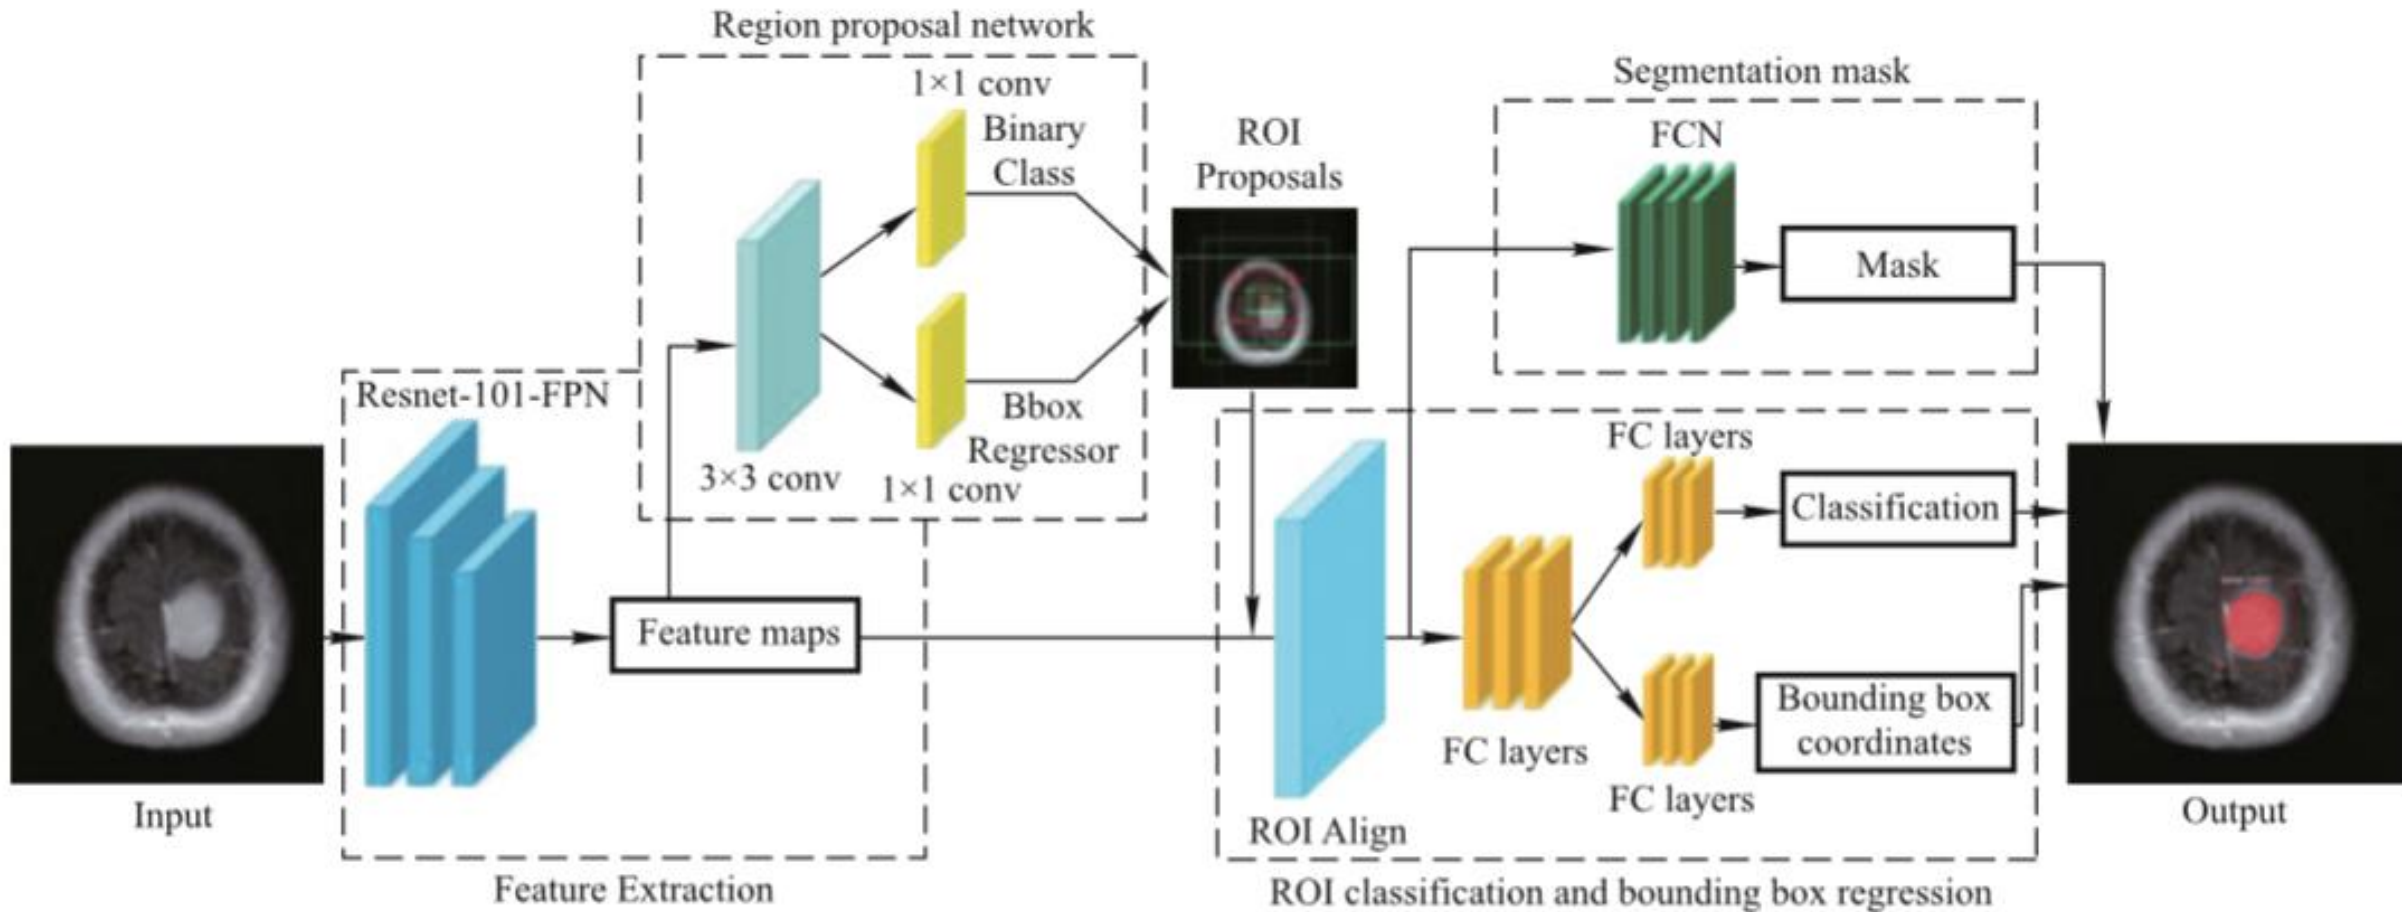 Region proposal network
1×1 conv
Binary
Class
ROI
Proposals
Segmentation mask
FCN
Mask
Resnet-101-FPN
3×3 conv
Bbox
Regressor
1×1 conv
Feature maps
Input
Feature Extraction
ROI Align
FC layers
FC layers
Classification
FC layers
Bounding box
coordinates
Output
ROI classification and bounding box regression